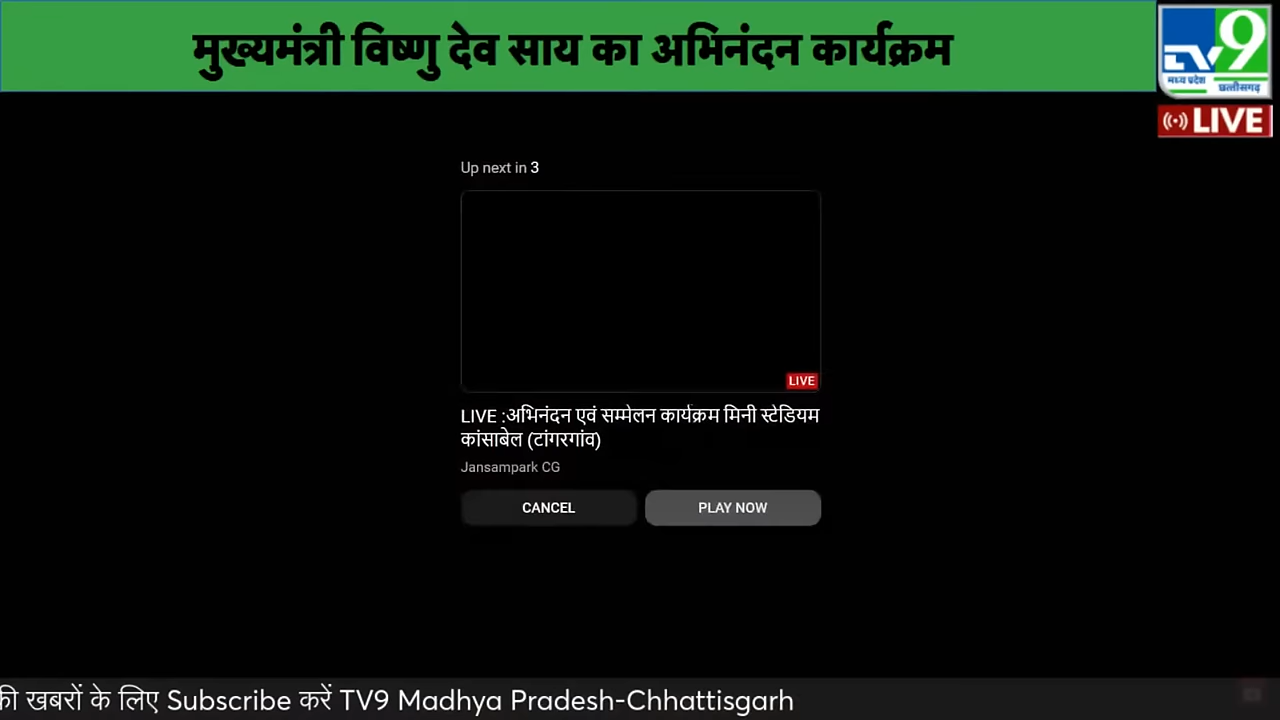 मुख्यमंत्री विष्णु देव साय का अभिनंदन कार्यक्रम
TV9
मध्य प्रदेश
छत्तीसगढ़
LIVE
Up next in 3
LIVE
LIVE :अभिनंदन एवं सम्मेलन कार्यक्रम मिनी स्टेडियम
कांसाबेल (टांगरगांव)
Jansampark CG
CANCEL
PLAY NOW
की खबरों के लिए Subscribe करें TV9 Madhya Pradesh-Chhattisgarh